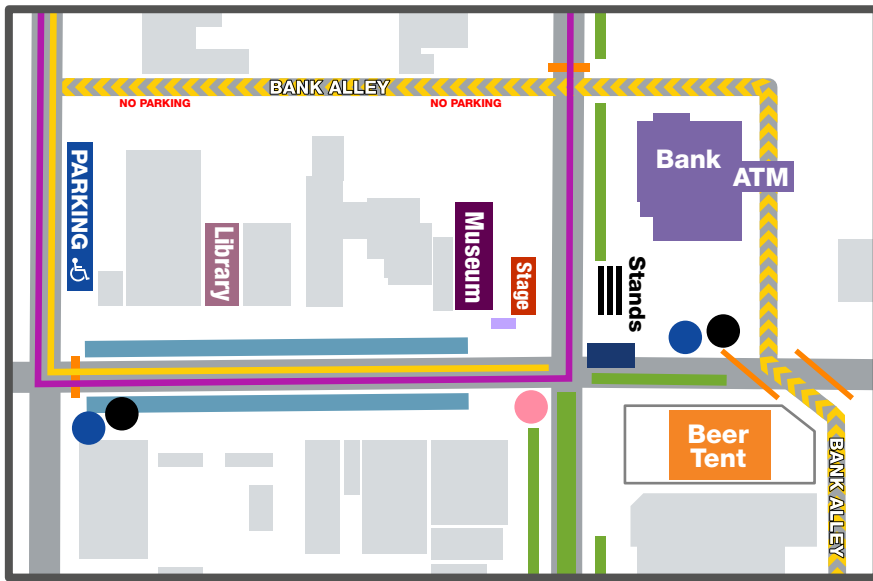 BANK ALLEY
NO PARKING
NO PARKING
PARKING
Bank
ATM
Library
Museum
Stage
Stands
Beer
Tent
BANK ALLEY